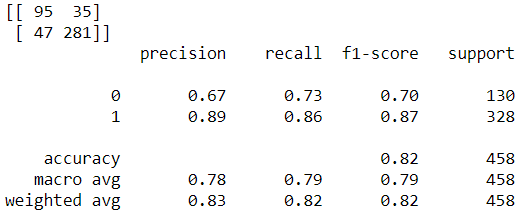 [[ 95  35]
 [ 47 281]]
              precision    recall  f1-score   support

           0       0.67      0.73      0.70       130
           1       0.89      0.86      0.87       328

    accuracy                           0.82       458
   macro avg       0.78      0.79      0.79       458
weighted avg       0.83      0.82      0.82       458